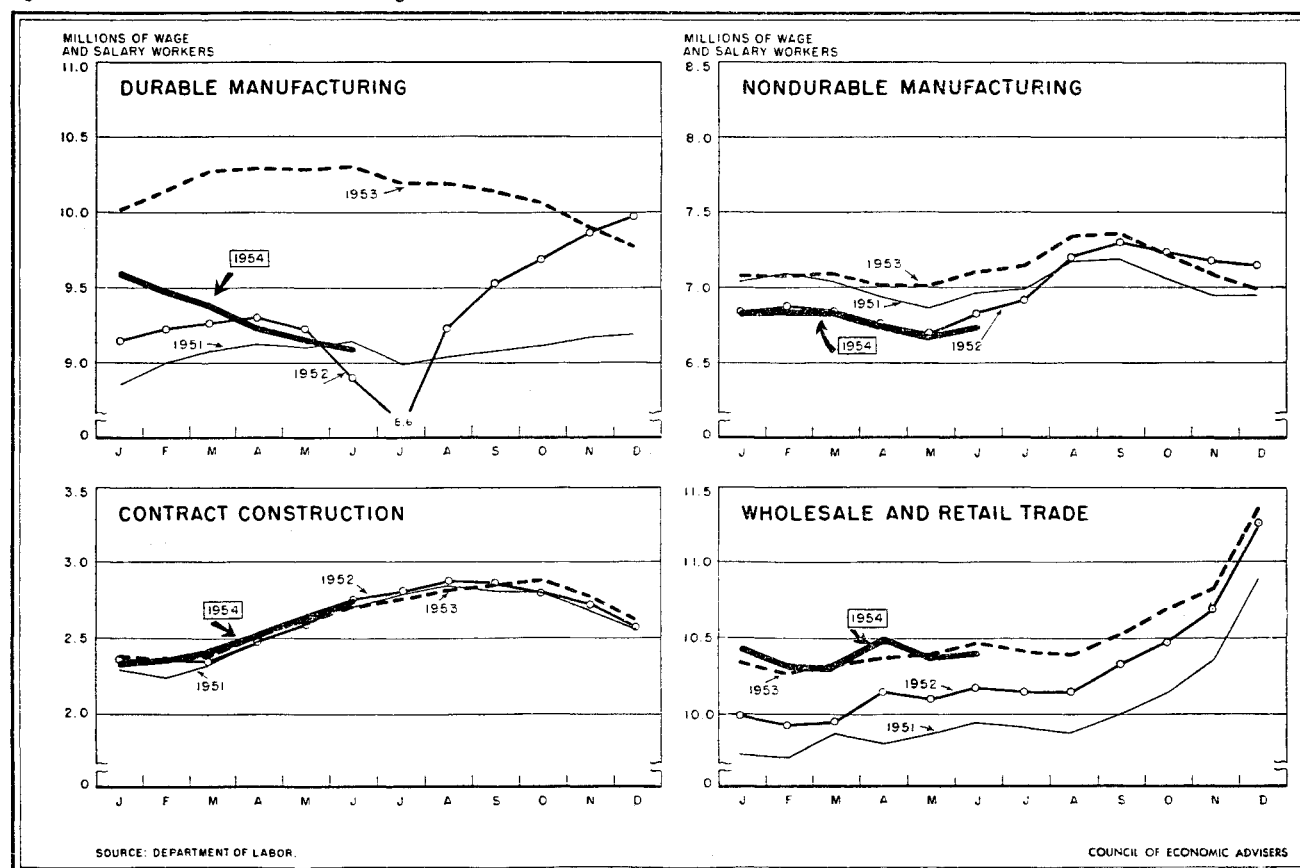 MILLIONS OF WAGE
AND SALARY WORKERS
11.0
DURABLE MANUFACTURING
10.5
1953
10.0
1954
9.5
1951
9.0
1952
8.6
0
J F M A M J J A S O N D
MILLIONS OF WAGE
AND SALARY WORKERS
8.5
NONDURABLE MANUFACTURING
8.0
7.5
1953
7.0
1951
1954
1952
6.5
0
J F M A M J J A S O N D
3.5
CONTRACT CONSTRUCTION
3.0
1952
1954
1953
2.5
1951
2.0
0
J F M A M J J A S O N D
11.5
WHOLESALE AND RETAIL TRADE
11.0
1954
10.5
1953
1952
10.0
1951
0
J F M A M J J A S O N D
SOURCE: DEPARTMENT OF LABOR.
COUNCIL OF ECONOMIC ADVISERS